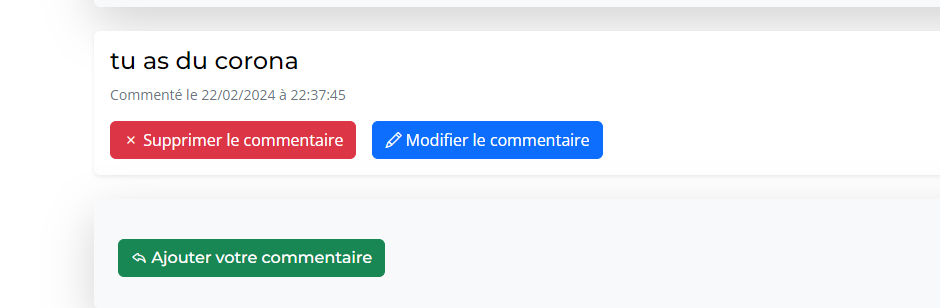 tu as du corona
Commenté le 22/02/2024 à 22:37:45
× Supprimer le commentaire Modifier le commentaire
Ajouter votre commentaire